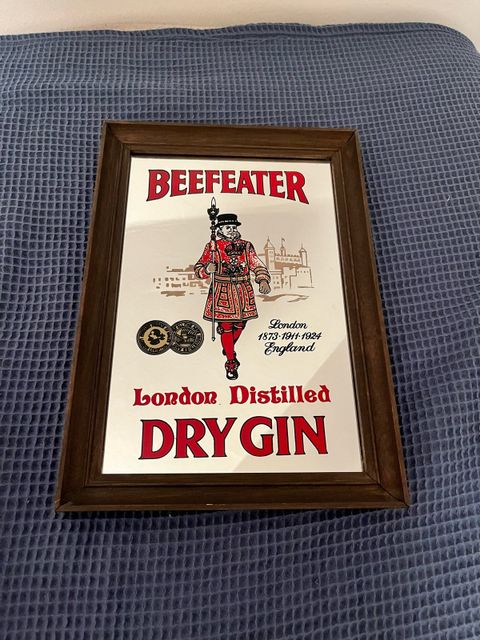 BEEFEATER
London
1873·1911·1924
England
London Distilled
DRY GIN